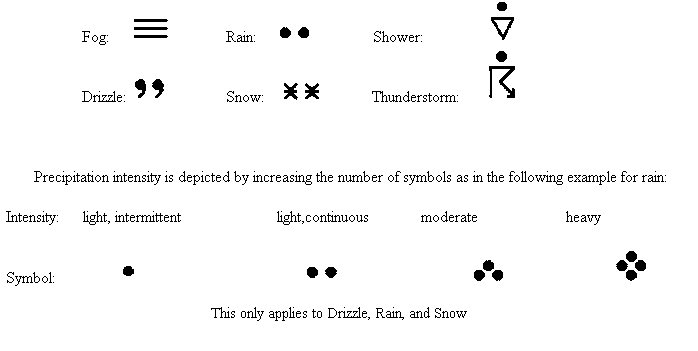 Fog: Rain: Shower:
Drizzle: Snow: Thunderstorm:
Precipitation intensity is depicted by increasing the number of symbols as in the following example for rain:
Intensity: light, intermittent light,continuous moderate heavy
Symbol:
This only applies to Drizzle, Rain, and Snow